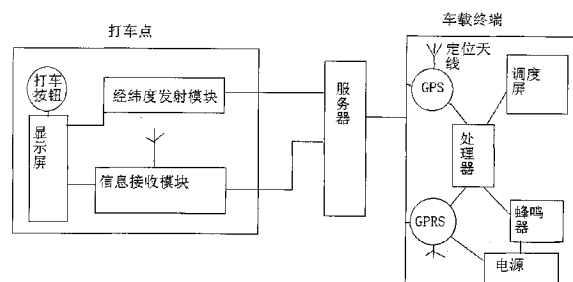 打车点
打车
按钮
显示屏
经纬度发射模块
信息接收模块
服务器
车载终端
定位天
线
GPS
调度
屏
处理器
GPRS
蜂鸣
器
电源